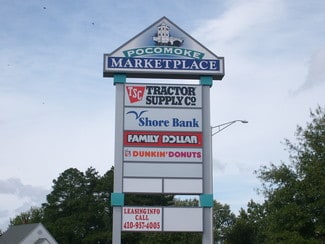 POCOMOKE
MARKETPLACE
TSC TRACTOR
SUPPLY CO
Shore Bank
FAMILY DOLLAR
DUNKIN' DONUTS
LEASING INFO
CALL
410-957-4005